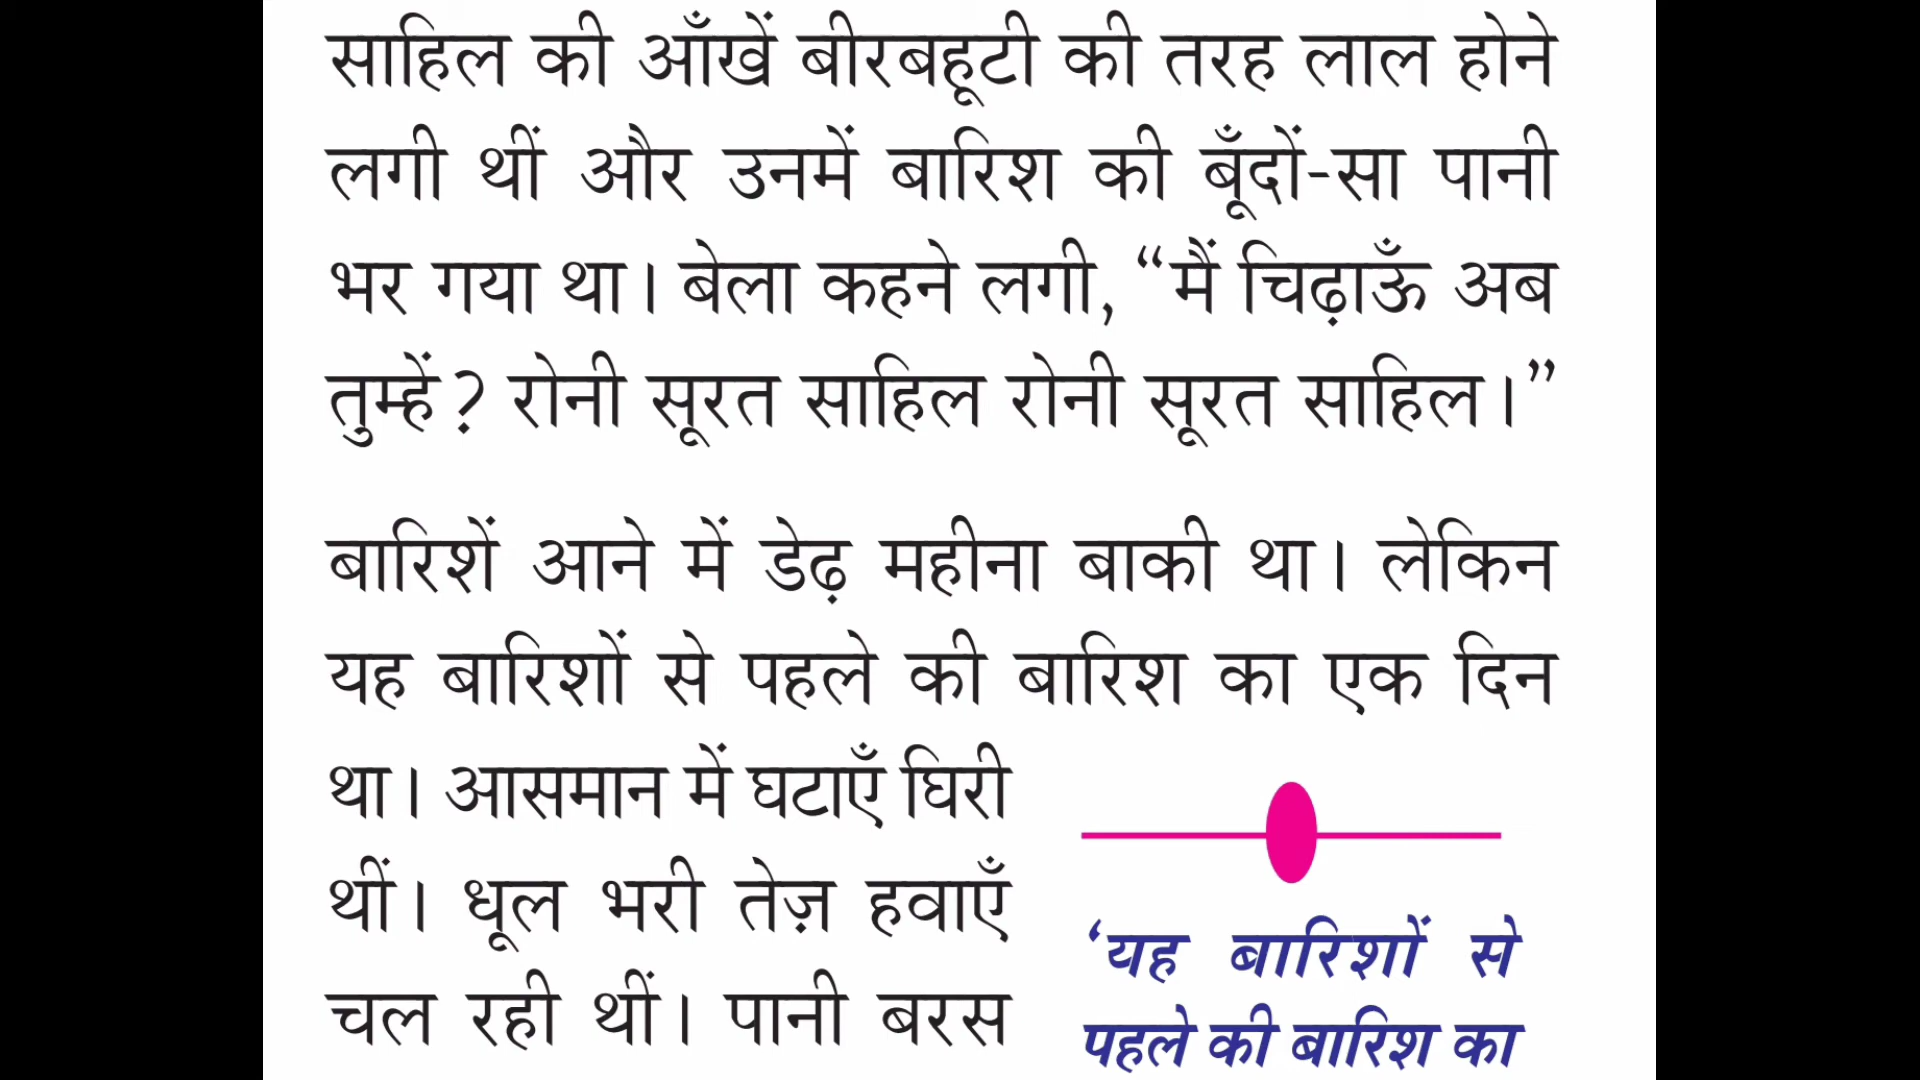 साहिल की आँखें बीरबहूटी की तरह लाल होने
लगी थीं और उनमें बारिश की बूँदों-सा पानी
भर गया था। बेला कहने लगी, “मैं चिढ़ाऊँ अब
तुम्हें? रोनी सूरत साहिल रोनी सूरत साहिल।”
बारिशें आने में डेढ़ महीना बाकी था। लेकिन
यह बारिशों से पहले की बारिश का एक दिन
था। आसमान में घटाएँ घिरी
थीं। धूल भरी तेज़ हवाएँ
चल रही थीं। पानी बरस
‘यह बारिशों से
पहले की बारिश का